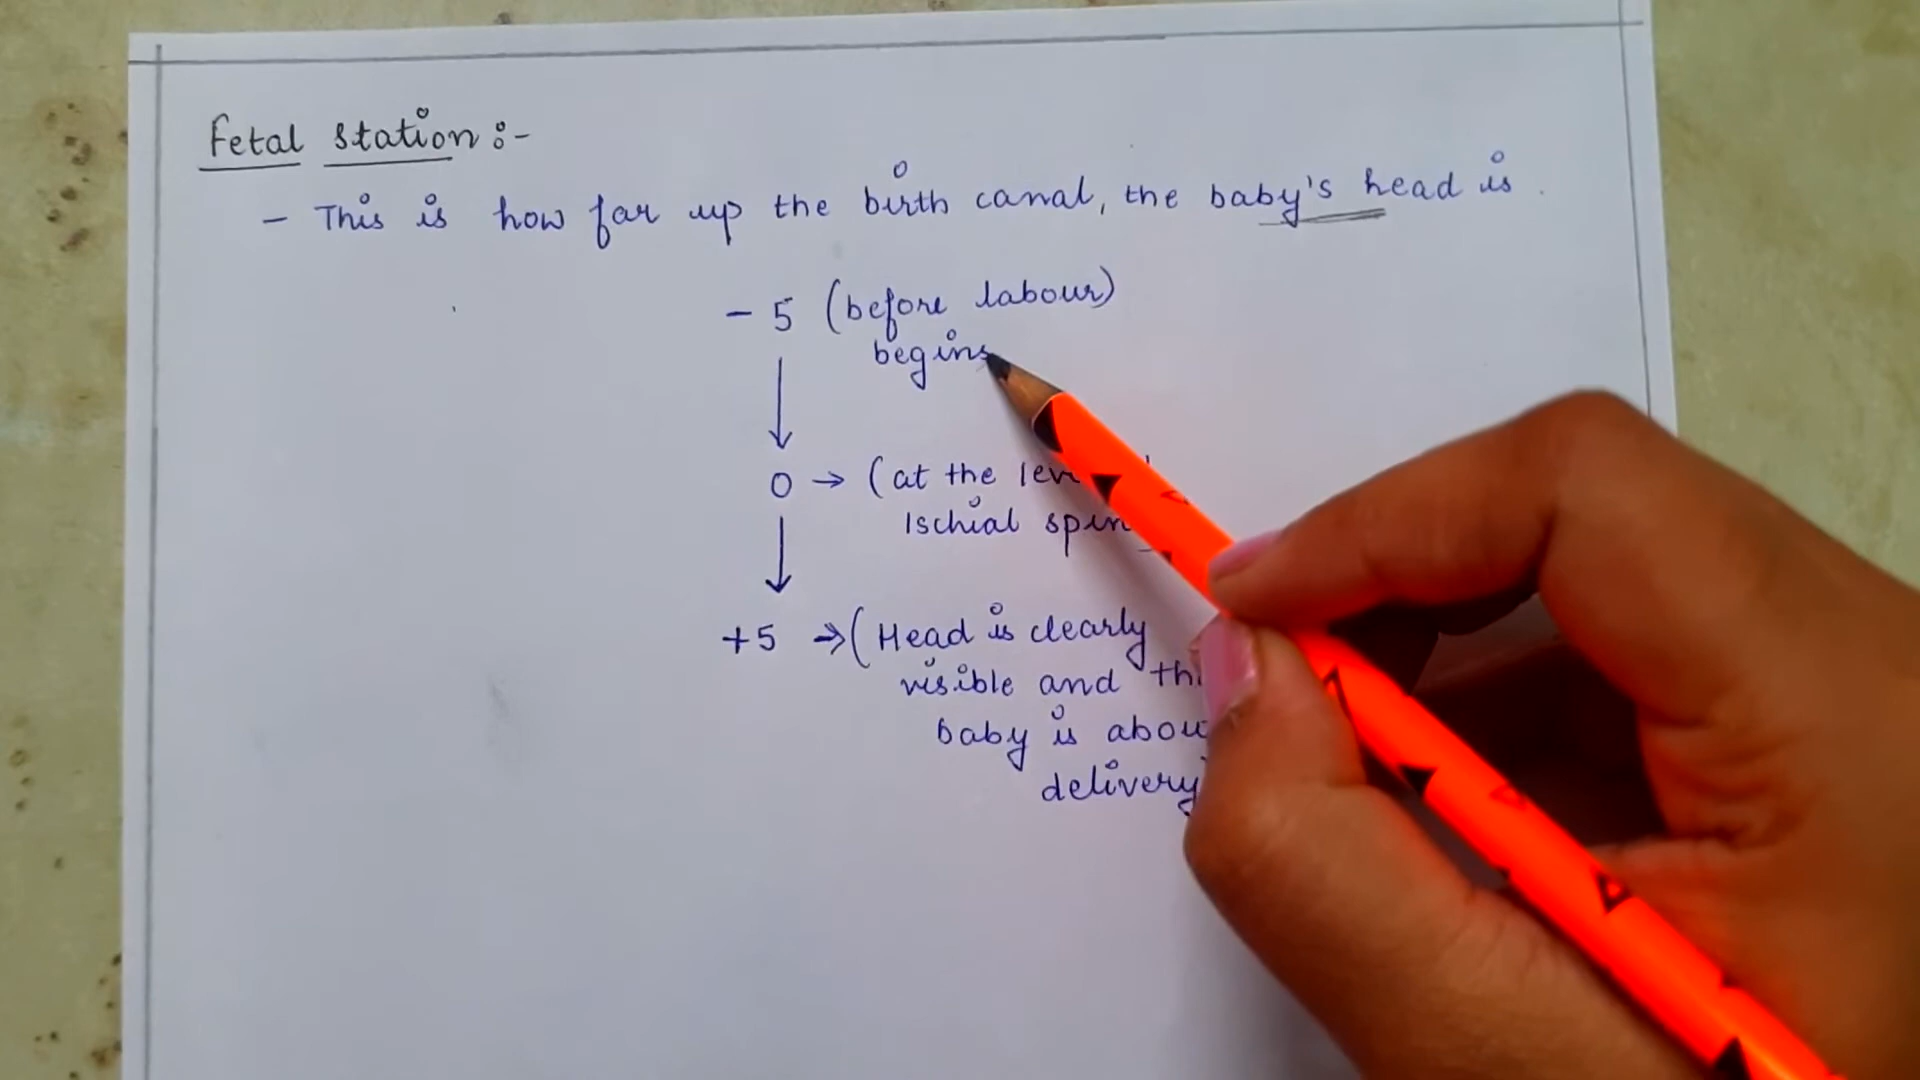 Fetal station :-
- This is how far up the birth canal, the baby's head is.
- 5 (before labour)
begins
0 → (at the
Ischial
+5 → (Head is clearly
visible and
baby is
delivery)